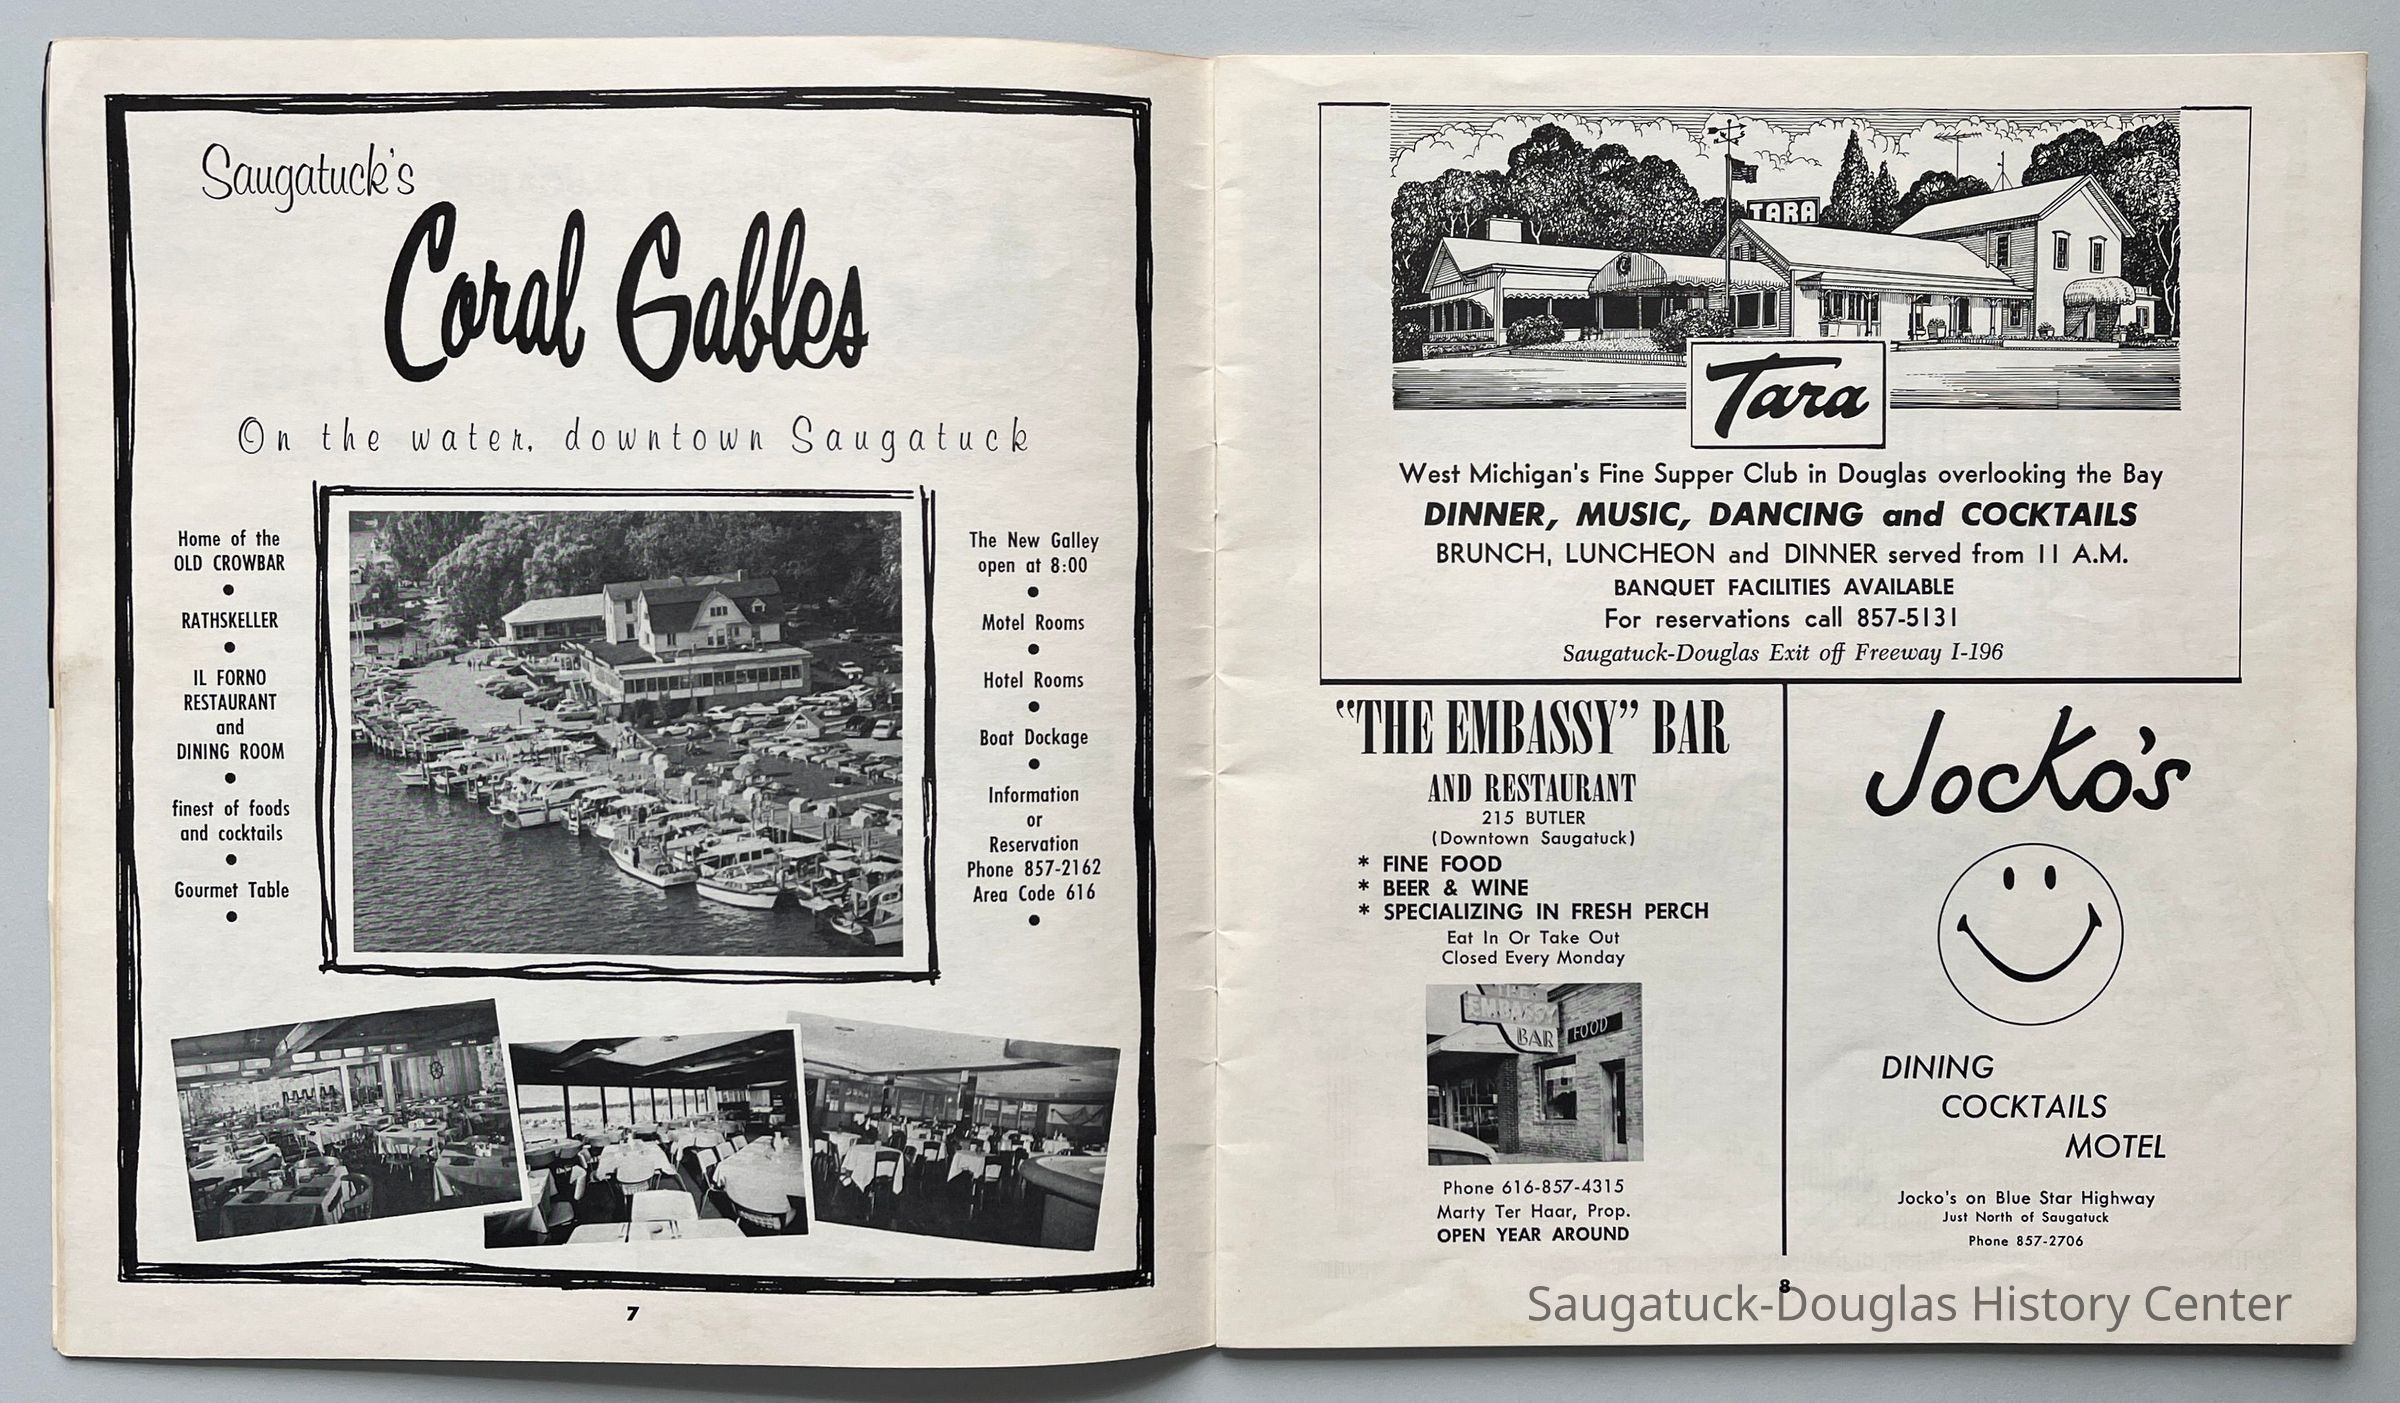 Saugatuck's
Coral Gables
On the water, downtown Saugatuck
Home of the
OLD CROWBAR
RATHSKELLER
IL FORNO
RESTAURANT
and
DINING ROOM
finest of foods
and cocktails
Gourmet Table
The New Galley
open at 8:00
Motel Rooms
Hotel Rooms
Boat Dockage
Information
or
Reservation
Phone 857-2162
Area Code 616
7
TARA
Tara
West Michigan's Fine Supper Club in Douglas overlooking the Bay
DINNER, MUSIC, DANCING and COCKTAILS
BRUNCH, LUNCHEON and DINNER served from 11 A.M.
BANQUET FACILITIES AVAILABLE
For reservations call 857-5131
Saugatuck-Douglas Exit off Freeway I-196
"THE EMBASSY" BAR
AND RESTAURANT
215 BUTLER
(Downtown Saugatuck)
* FINE FOOD
* BEER & WINE
* SPECIALIZING IN FRESH PERCH
Eat In Or Take Out
Closed Every Monday
THE
EMBASSY
BAR
FOOD
Phone 616-857-4315
Marty Ter Haar, Prop.
OPEN YEAR AROUND
Jocko's
DINING
COCKTAILS
MOTEL
Jocko's on Blue Star Highway
Just North of Saugatuck
Phone 857-2706
8
Saugatuck-Douglas History Center